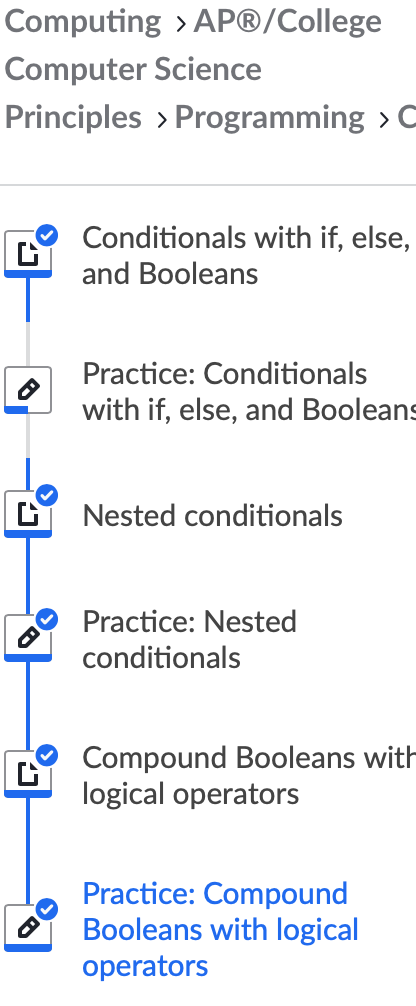 Computing > AP®/College
Computer Science
Principles > Programming > C
Conditionals with if, else,
and Booleans
Practice: Conditionals
with if, else, and Booleans
Nested conditionals
Practice: Nested
conditionals
Compound Booleans with
logical operators
Practice: Compound
Booleans with logical
operators